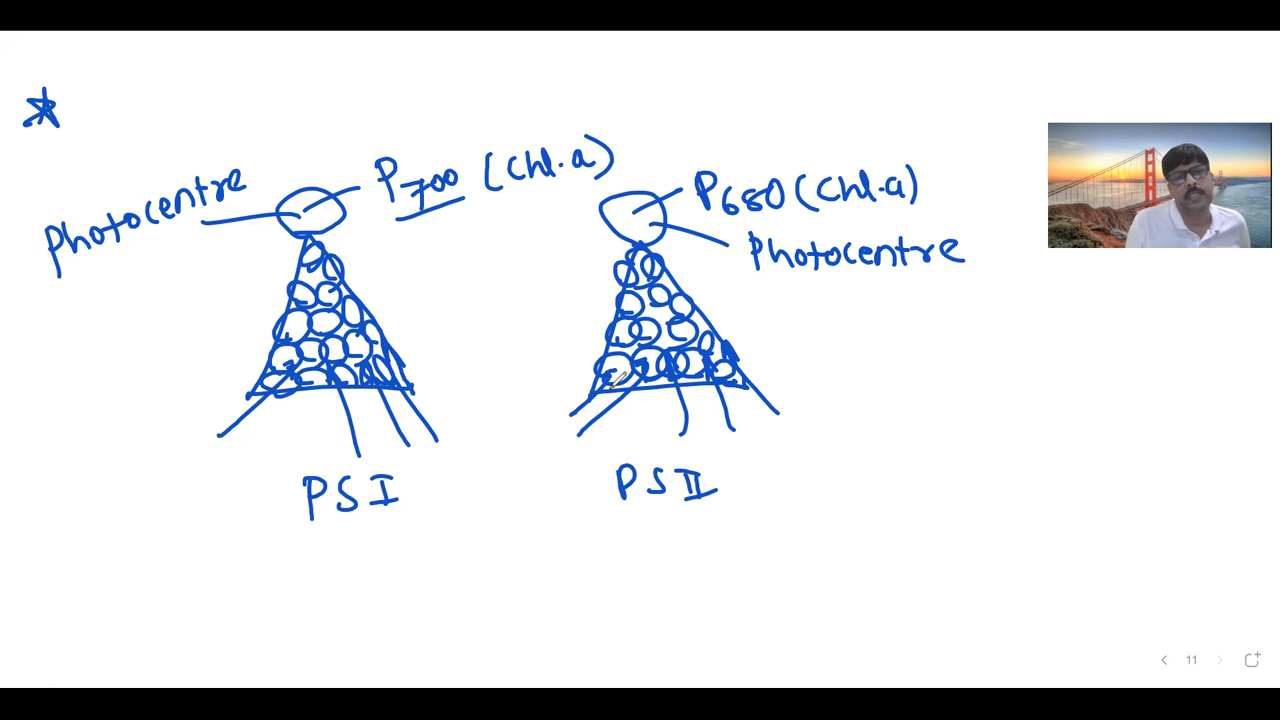 Photocentre
P700 (Chl.a)
P680 (Chl.a)
Photocentre
PS I
PS II
11